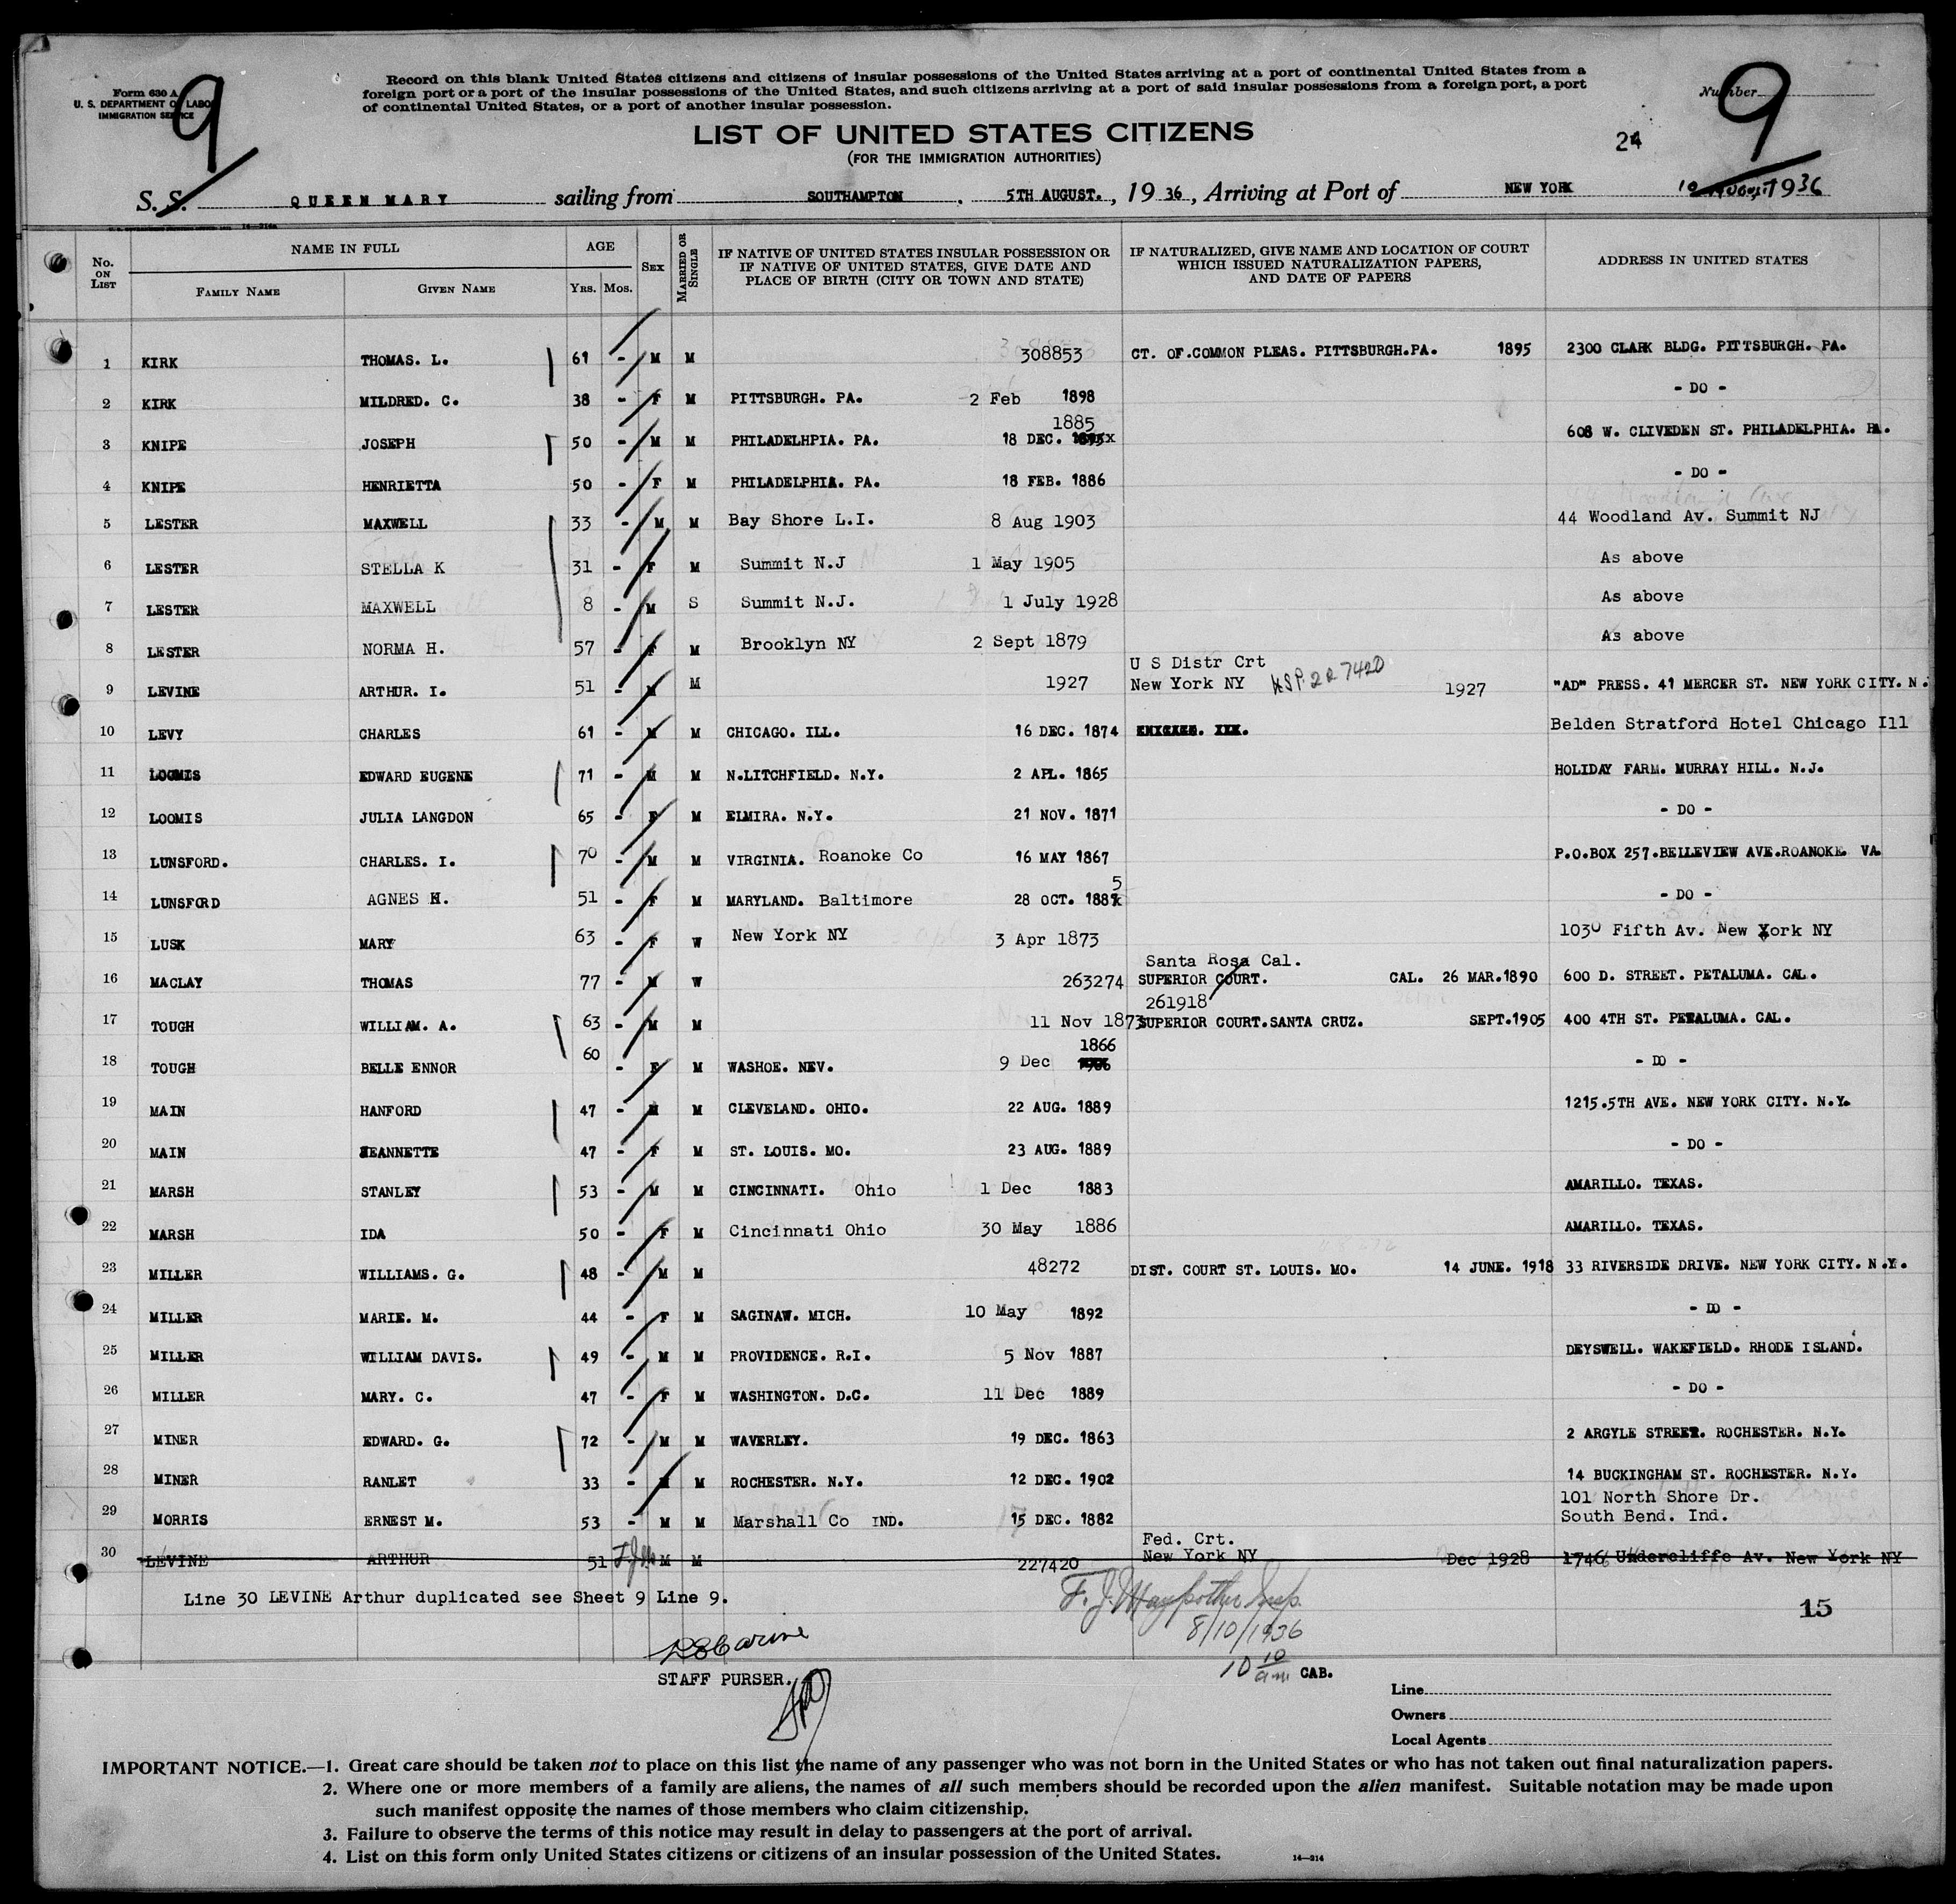 Form 630 A
U. S. DEPARTMENT OF LABOR
IMMIGRATION SERVICE
9
Record on this blank United States citizens and citizens of insular possessions of the United States arriving at a port of continental United States from a
foreign port or a port of the insular possessions of the United States, and such citizens arriving at a port of said insular possessions from a foreign port, a port
of continental United States, or a port of another insular possession.
Number
9
LIST OF UNITED STATES CITIZENS
(FOR THE IMMIGRATION AUTHORITIES)
24
S. S. QUEEN MARY sailing from SOUTHAMPTON . 5TH AUGUST. , 19 36 , Arriving at Port of NEW YORK 10 August 1936
No. ON LIST NAME IN FULL AGE SEX MARRIED OR SINGLE IF NATIVE OF UNITED STATES INSULAR POSSESSION OR IF NATIVE OF UNITED STATES, GIVE DATE AND PLACE OF BIRTH (CITY OR TOWN AND STATE) IF NATURALIZED, GIVE NAME AND LOCATION OF COURT WHICH ISSUED NATURALIZATION PAPERS, AND DATE OF PAPERS ADDRESS IN UNITED STATES
FAMILY NAME GIVEN NAME YRS. MOS.
1 KIRK THOMAS. L. 61 - M M 308853 CT. OF.COMMON PLEAS. PITTSBURGH.PA. 1895 2300 CLARK BLDG. PITTSBURGH. PA.
2 KIRK MILDRED. C. 38 - F M PITTSBURGH. PA. 2 Feb 1898 - DO -
1885
3 KNIPE JOSEPH 50 - M M PHILADELHPIA. PA. 18 DEC. 608 W. CLIVEDEN ST. PHILADELPHIA. PA.
4 KNIPE HENRIETTA 50 - F M PHILADELPHIA. PA. 18 FEB. 1886 - DO -
5 LESTER MAXWELL 33 - M M Bay Shore L.I. 8 Aug 1903 44 Woodland Av. Summit NJ
6 LESTER STELLA K 31 - F M Summit N.J 1 May 1905 As above
7 LESTER MAXWELL 8 - M S Summit N.J. 1 July 1928 As above
8 LESTER NORMA H. 57 - F M Brooklyn NY 2 Sept 1879 As above
U S Distr Crt
9 LEVINE ARTHUR. I. 51 - M M 1927 New York NY 1927 "AD" PRESS. 41 MERCER ST. NEW YORK CITY. N.
10 LEVY CHARLES 61 - M M CHICAGO. ILL. 16 DEC. 1874 Belden Stratford Hotel Chicago Ill
11 LOOMIS EDWARD EUGENE 71 - M M N.LITCHFIELD. N.Y. 2 APL. 1865 HOLIDAY FARM. MURRAY HILL. N.J.
12 LOOMIS JULIA LANGDON 65 - F M ELMIRA. N.Y. 21 NOV. 1871 - DO -
13 LUNSFORD. CHARLES. I. 70 - M M VIRGINIA. Roanoke Co 16 MAY 1867 P.O.BOX 257.BELLEVIEW AVE.ROANOKE. VA.
5
14 LUNSFORD AGNES H. 51 - F M MARYLAND. Baltimore 28 OCT. 188 - DO -
15 LUSK MARY 63 - F W New York NY 3 Apr 1873 1030 Fifth Av. New York NY
Santa Rosa Cal.
16 MACLAY THOMAS 77 - M W 263274 SUPERIOR COURT. CAL. 26 MAR.1890 600 D. STREET. PETALUMA. CAL.
261918
17 TOUGH WILLIAM. A. 63 - M M 11 Nov 1873 SUPERIOR COURT.SANTA CRUZ. SEPT.1905 400 4TH ST. PETALUMA. CAL.
1866
18 TOUGH BELLE ENNOR 60 - F M WASHOE. NEV. 9 Dec - DO -
19 MAIN HANFORD 47 - M M CLEVELAND. OHIO. 22 AUG. 1889 1215.5TH AVE. NEW YORK CITY. N.Y.
20 MAIN JEANNETTE 47 - F M ST. LOUIS. MO. 23 AUG. 1889 - DO -
21 MARSH STANLEY 53 - M M CINCINNATI. Ohio 1 Dec 1883 AMARILLO. TEXAS.
22 MARSH IDA 50 - F M Cincinnati Ohio 30 May 1886 AMARILLO. TEXAS.
23 MILLER WILLIAMS. G. 48 - M M 48272 DIST. COURT ST. LOUIS. MO. 14 JUNE. 1918 33 RIVERSIDE DRIVE. NEW YORK CITY. N.Y.
24 MILLER MARIE. M. 44 - F M SAGINAW. MICH. 10 May 1892 - DO -
25 MILLER WILLIAM DAVIS. 49 - M M PROVIDENCE. R.I. 5 Nov 1887 DEYSWELL. WAKEFIELD. RHODE ISLAND.
26 MILLER MARY. C. 47 - F M WASHINGTON. D.C. 11 Dec 1889 - DO -
27 MINER EDWARD. G. 72 - M M WAVERLEY. 19 DEC. 1863 2 ARGYLE STREET. ROCHESTER. N.Y.
28 MINER RANLET 33 - M M ROCHESTER. N.Y. 12 DEC. 1902 14 BUCKINGHAM ST. ROCHESTER. N.Y.
101 North Shore Dr.
29 MORRIS ERNEST M. 53 - M M Marshall Co IND. 15 DEC. 1882 South Bend. Ind.
Fed. Crt.
30 LEVINE ARTHUR 51 M M 227420 New York NY Dec 1928 1746 Undercliffe Av. New York NY
Line 30 LEVINE Arthur duplicated see Sheet 9 Line 9.
15
8/10/1936
STAFF PURSER.
10 10 am CAB.
Line
Owners
Local Agents
IMPORTANT NOTICE.—1. Great care should be taken not to place on this list the name of any passenger who was not born in the United States or who has not taken out final naturalization papers.
2. Where one or more members of a family are aliens, the names of all such members should be recorded upon the alien manifest. Suitable notation may be made upon
such manifest opposite the names of those members who claim citizenship.
3. Failure to observe the terms of this notice may result in delay to passengers at the port of arrival.
4. List on this form only United States citizens or citizens of an insular possession of the United States.
14—214